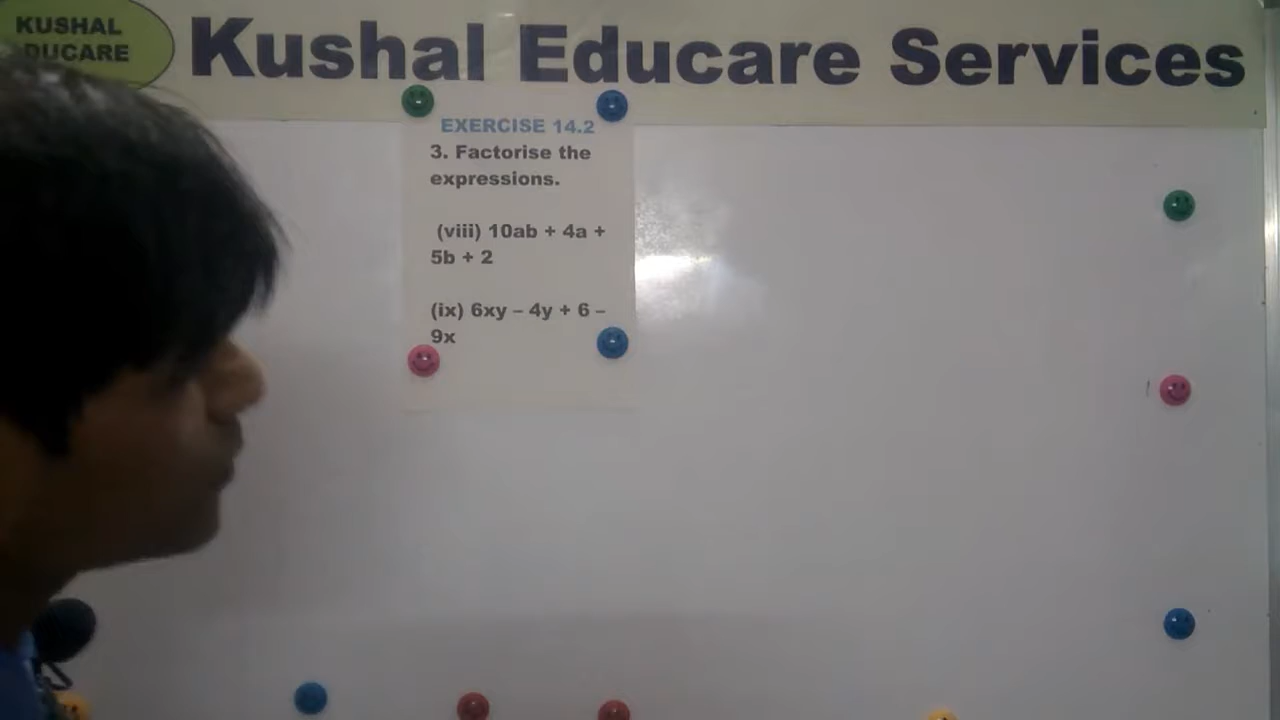 KUSHAL
DUCARE
Kushal Educare Services
EXERCISE 14.2
3. Factorise the
expressions.
(viii) 10ab + 4a +
5b + 2
(ix) 6xy – 4y + 6 –
9x